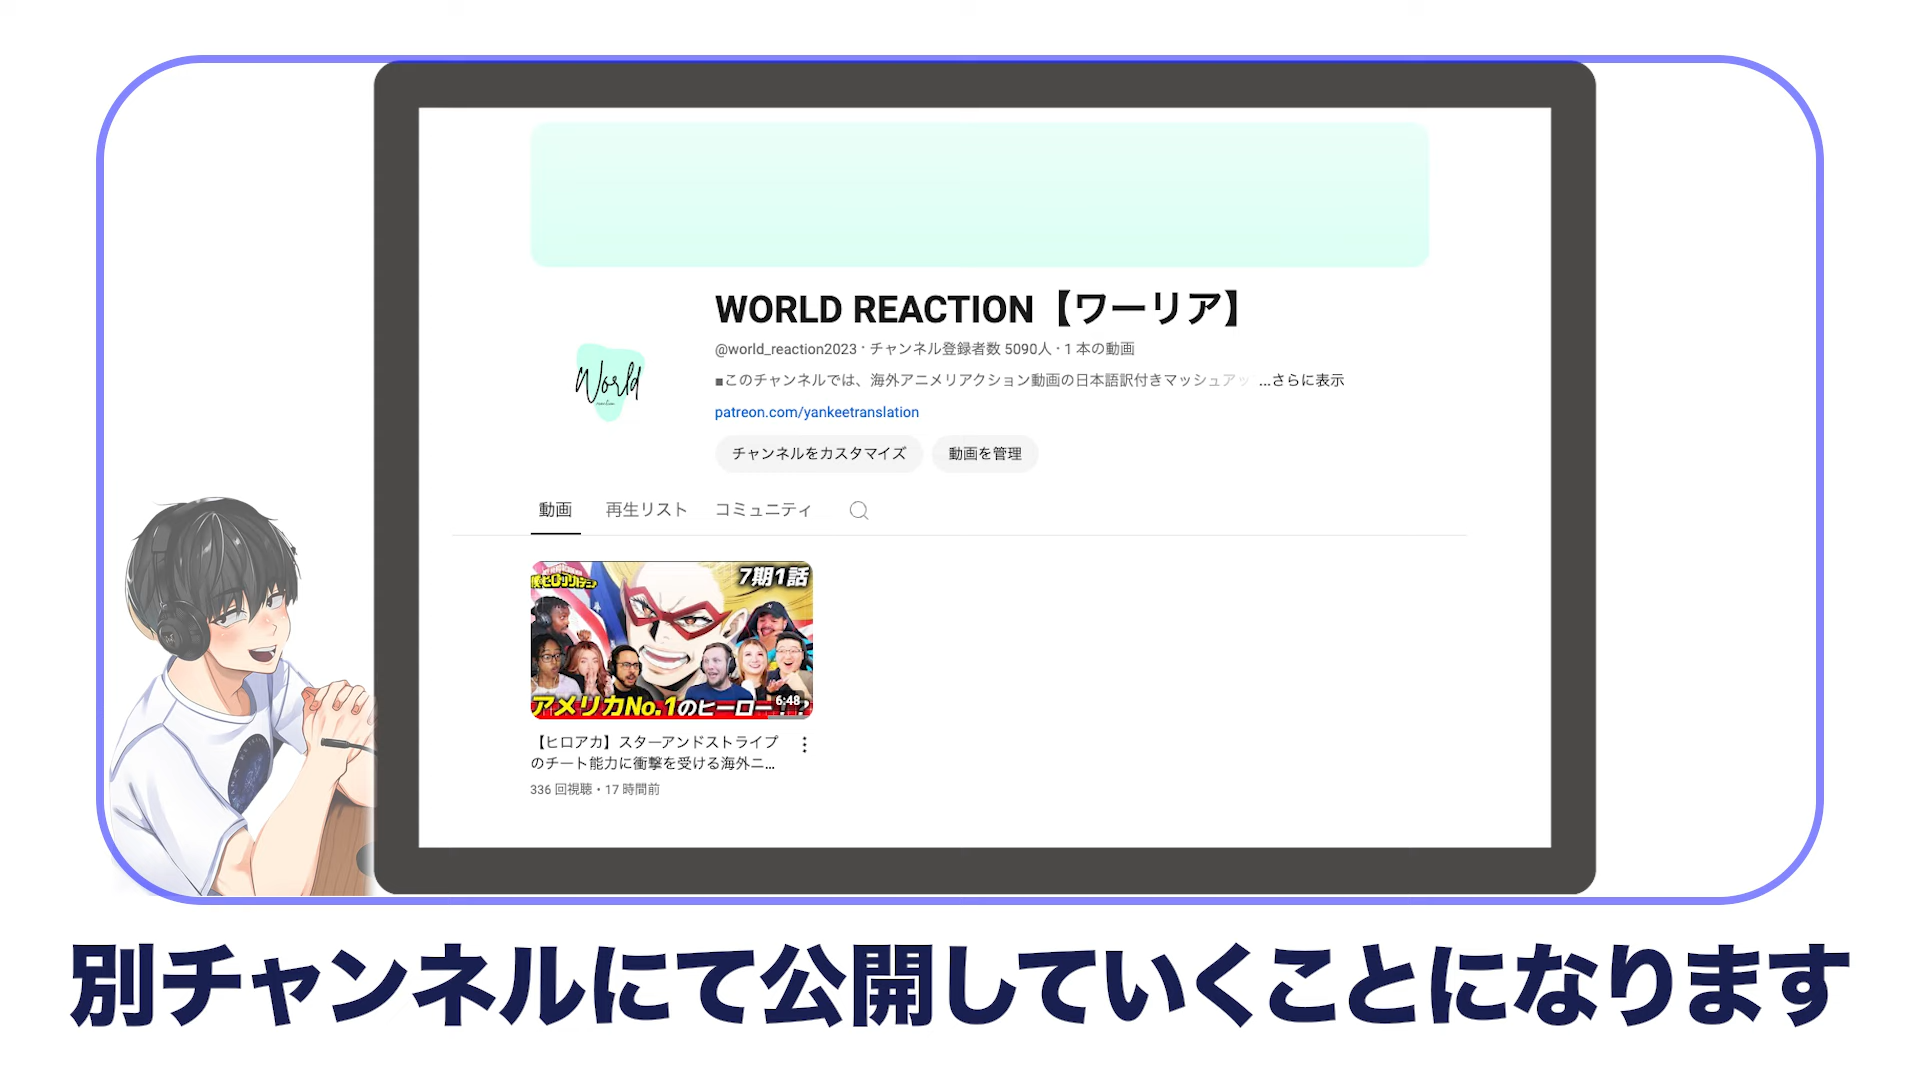 WORLD REACTION【ワーリア】
@world_reaction2023・チャンネル登録者数 5090人・1 本の動画
■このチャンネルでは、海外アニメリアクション動画の日本語訳付きマッシュアッ ...さらに表示
patreon.com/yankeetranslation
World
チャンネルをカスタマイズ 動画を管理
動画 再生リスト コミュニティ
7期1話
アメリカNo.1のヒーロー!?
6:48
【ヒロアカ】スターアンドストライプ
のチート能力に衝撃を受ける海外ニ...
336 回視聴・17 時間前
別チャンネルにて公開していくことになります